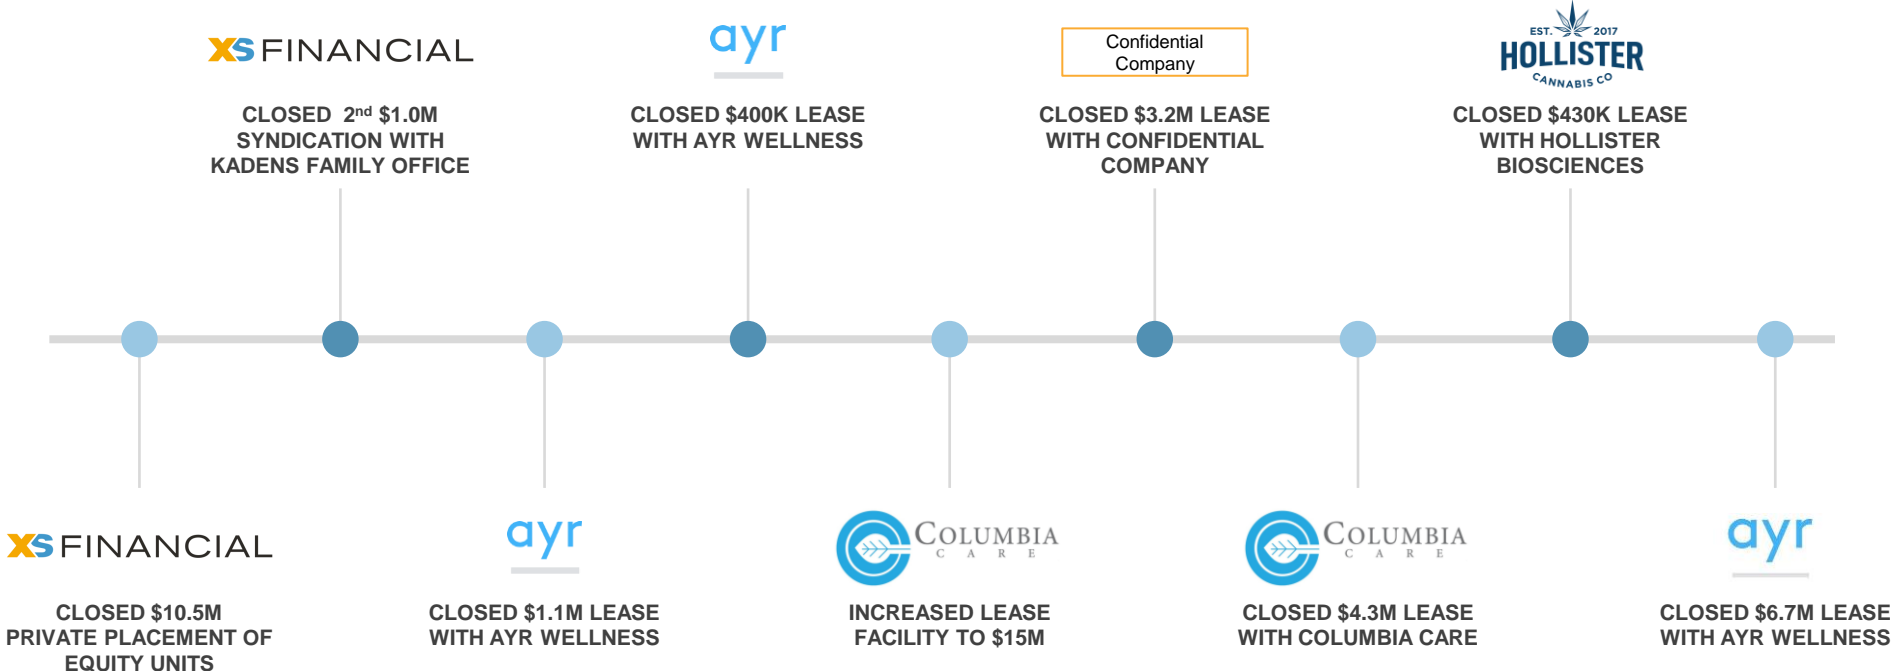 XS FINANCIAL
CLOSED 2nd $1.0M
SYNDICATION WITH
KADENS FAMILY OFFICE
ayr
CLOSED $400K LEASE
WITH AYR WELLNESS
Confidential
Company
CLOSED $3.2M LEASE
WITH CONFIDENTIAL
COMPANY
EST. 2017
HOLLISTER
CANNABIS CO
CLOSED $430K LEASE
WITH HOLLISTER
BIOSCIENCES
XS FINANCIAL
CLOSED $10.5M
PRIVATE PLACEMENT OF
EQUITY UNITS
ayr
CLOSED $1.1M LEASE
WITH AYR WELLNESS
COLUMBIA
CARE
INCREASED LEASE
FACILITY TO $15M
COLUMBIA
CARE
CLOSED $4.3M LEASE
WITH COLUMBIA CARE
ayr
CLOSED $6.7M LEASE
WITH AYR WELLNESS